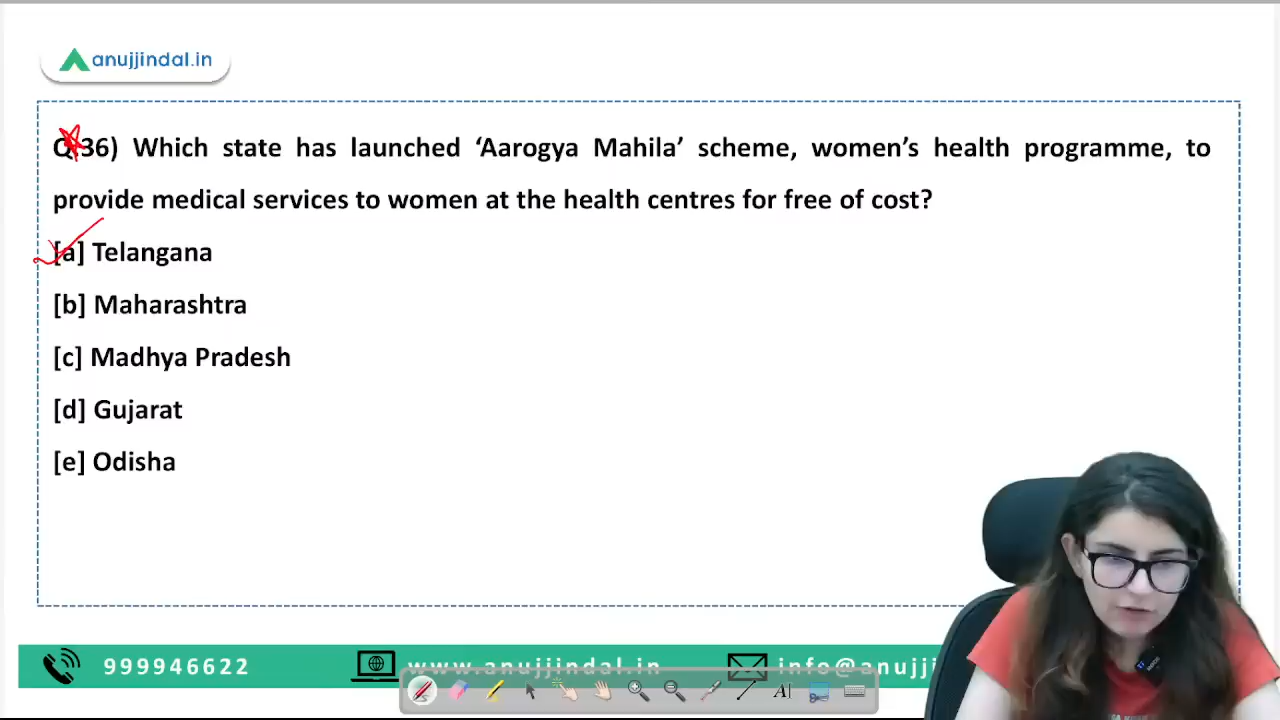 anujjindal.in
Q.36) Which state has launched ‘Aarogya Mahila’ scheme, women’s health programme, to
provide medical services to women at the health centres for free of cost?
[a] Telangana
[b] Maharashtra
[c] Madhya Pradesh
[d] Gujarat
[e] Odisha
999946622
www.anujjindal.in
info@anujji
A